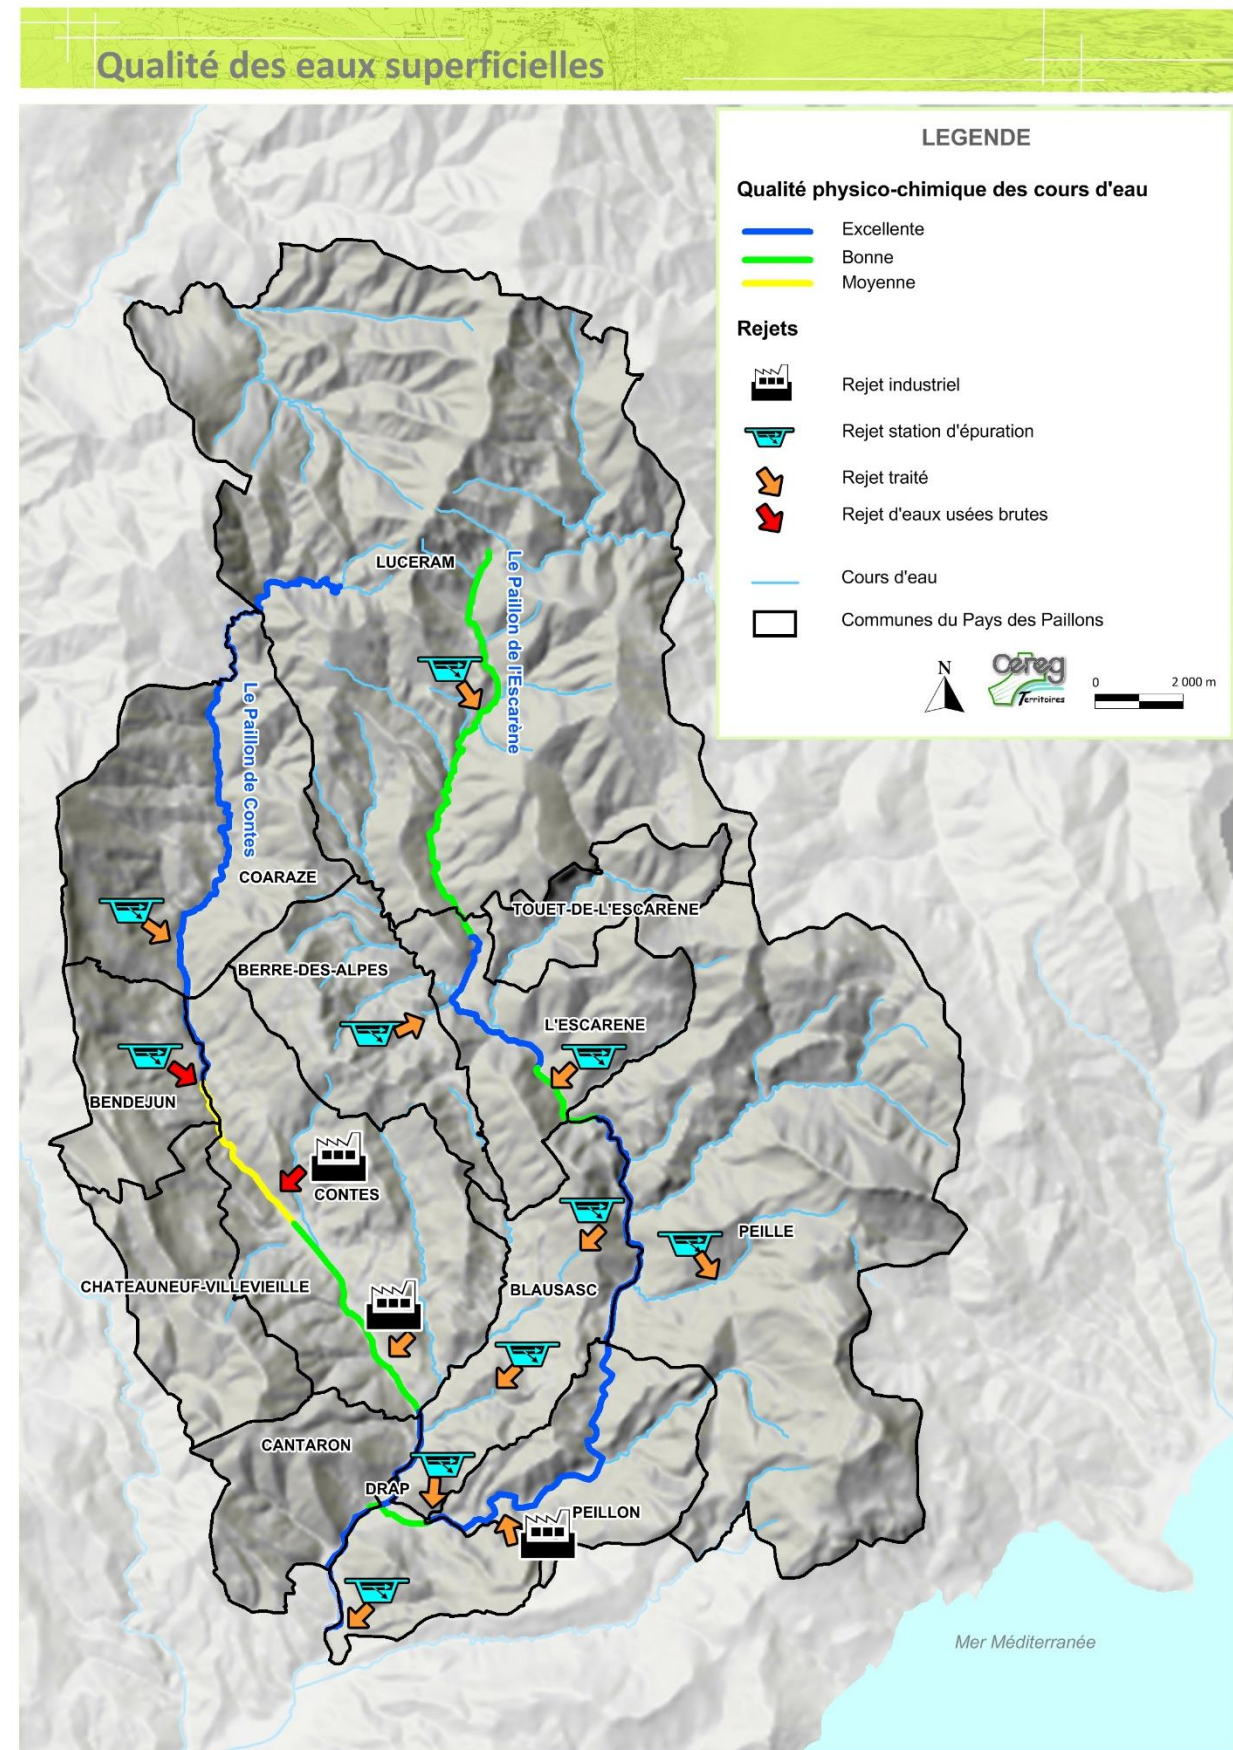 Qualité des eaux superficielles
LEGENDE
Qualité physico-chimique des cours d'eau
Excellente
Bonne
Moyenne
Rejets
Rejet industriel
Rejet station d'épuration
Rejet traité
Rejet d'eaux usées brutes
Cours d'eau
Communes du Pays des Paillons
N
Cereg
Territoires
0 2 000 m
LUCERAM
Le Paillon de l'Escarène
Le Paillon de Contes
COARAZE
TOUET-DE-L'ESCARENE
BERRE-DES-ALPES
L'ESCARENE
BENDEJUN
CONTES
PEILLE
CHATEAUNEUF-VILLEVIEILLE
BLAUSASC
CANTARON
DRAP
PEILLON
Mer Méditerranée